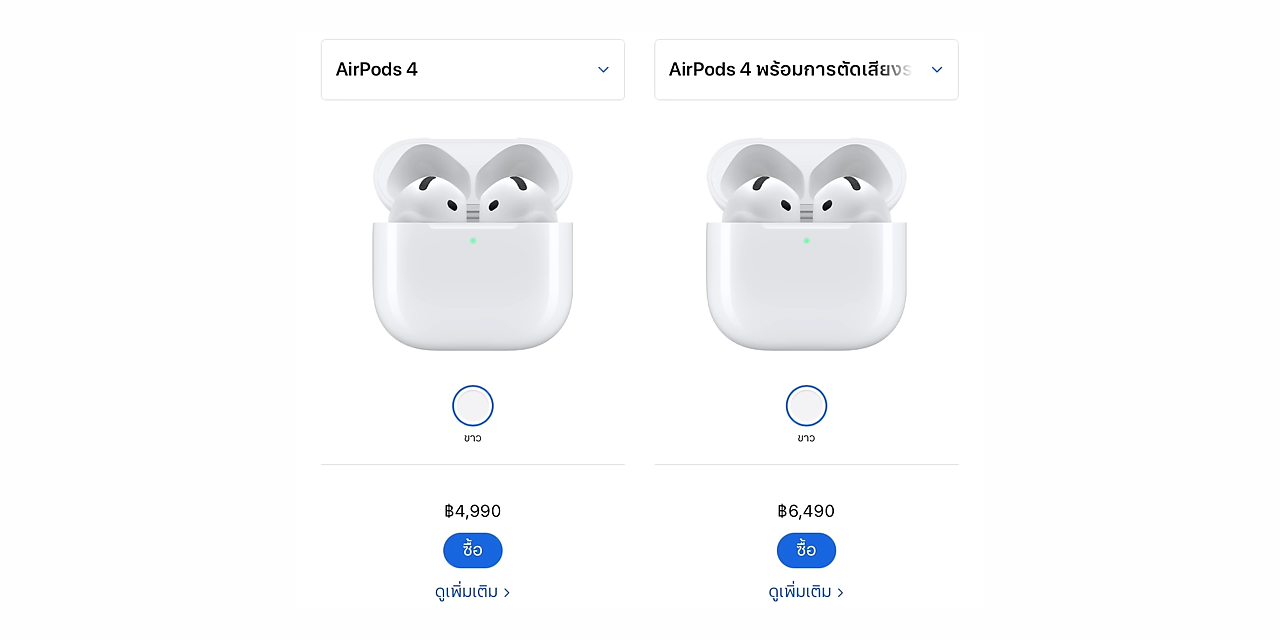 AirPods 4
AirPods 4 พร้อมการตัดเสียง
ขาว
ขาว
฿4,990
฿6,490
ซื้อ
ซื้อ
ดูเพิ่มเติม >
ดูเพิ่มเติม >